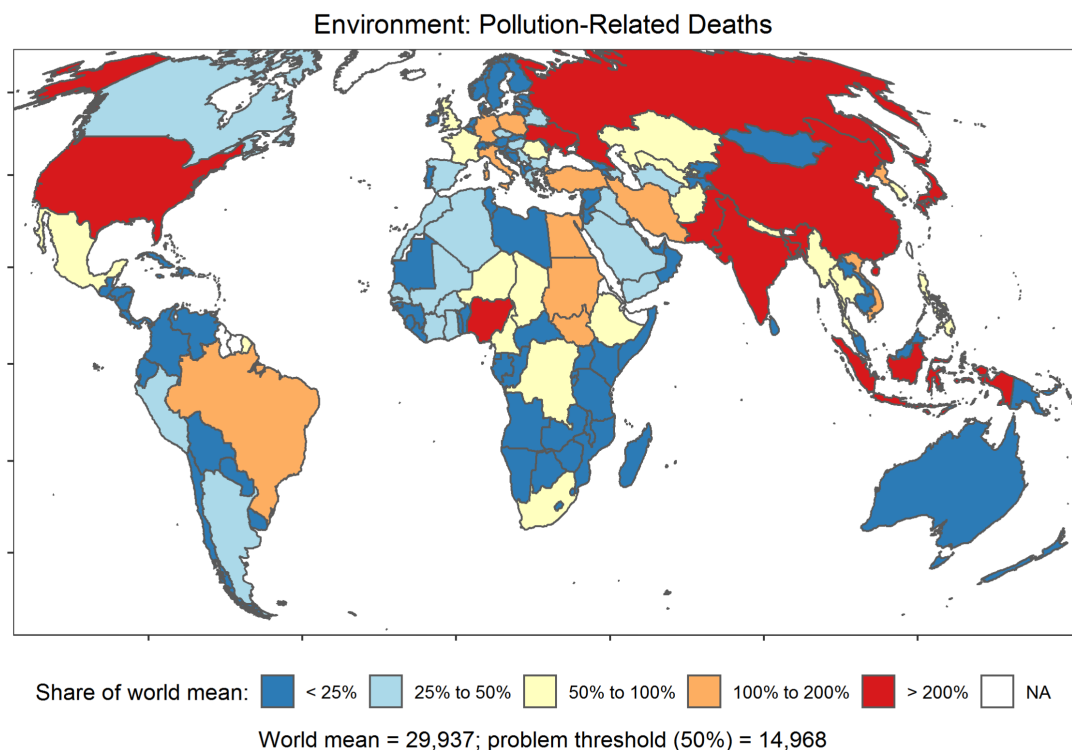 Environment: Pollution-Related Deaths
Share of world mean: < 25% 25% to 50% 50% to 100% 100% to 200% > 200% NA
World mean = 29,937; problem threshold (50%) = 14,968